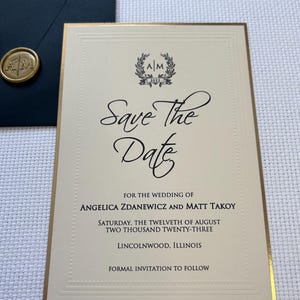 A|M
Save The
Date
FOR THE WEDDING OF
ANGELICA ZDANEWICZ AND MATT TAKOY
SATURDAY, THE TWELVETH OF AUGUST
TWO THOUSAND TWENTY-THREE
LINCOLNWOOD, ILLINOIS
FORMAL INVITATION TO FOLLOW